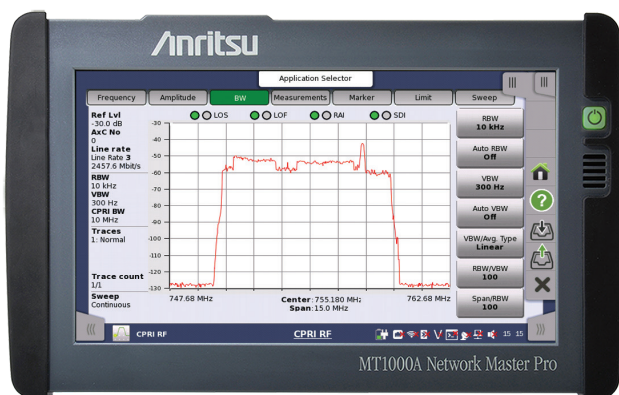 Anritsu
Application Selector
Frequency Amplitude BW Measurements Marker Limit Sweep
Ref Lvl
-30.0 dB
AxC No
0
Line rate
Line Rate 3
2457.6 Mbit/s
RBW
10 kHz
VBW
300 Hz
CPRI BW
10 MHz
Traces
1: Normal
Trace count
1/1
Sweep
Continuous
LOS LOF RAI SDI
-30
-40
-50
-60
-70
-80
-90
-100
-110
-120
-130
747.68 MHz Center: 755.180 MHz 762.68 MHz
Span: 15.0 MHz
RBW
10 kHz
Auto RBW
Off
VBW
300 Hz
Auto VBW
Off
VBW/Avg. Type
Linear
RBW/VBW
100
Span/RBW
100
?
CPRI RF CPRI RF 15 15
MT1000A Network Master Pro